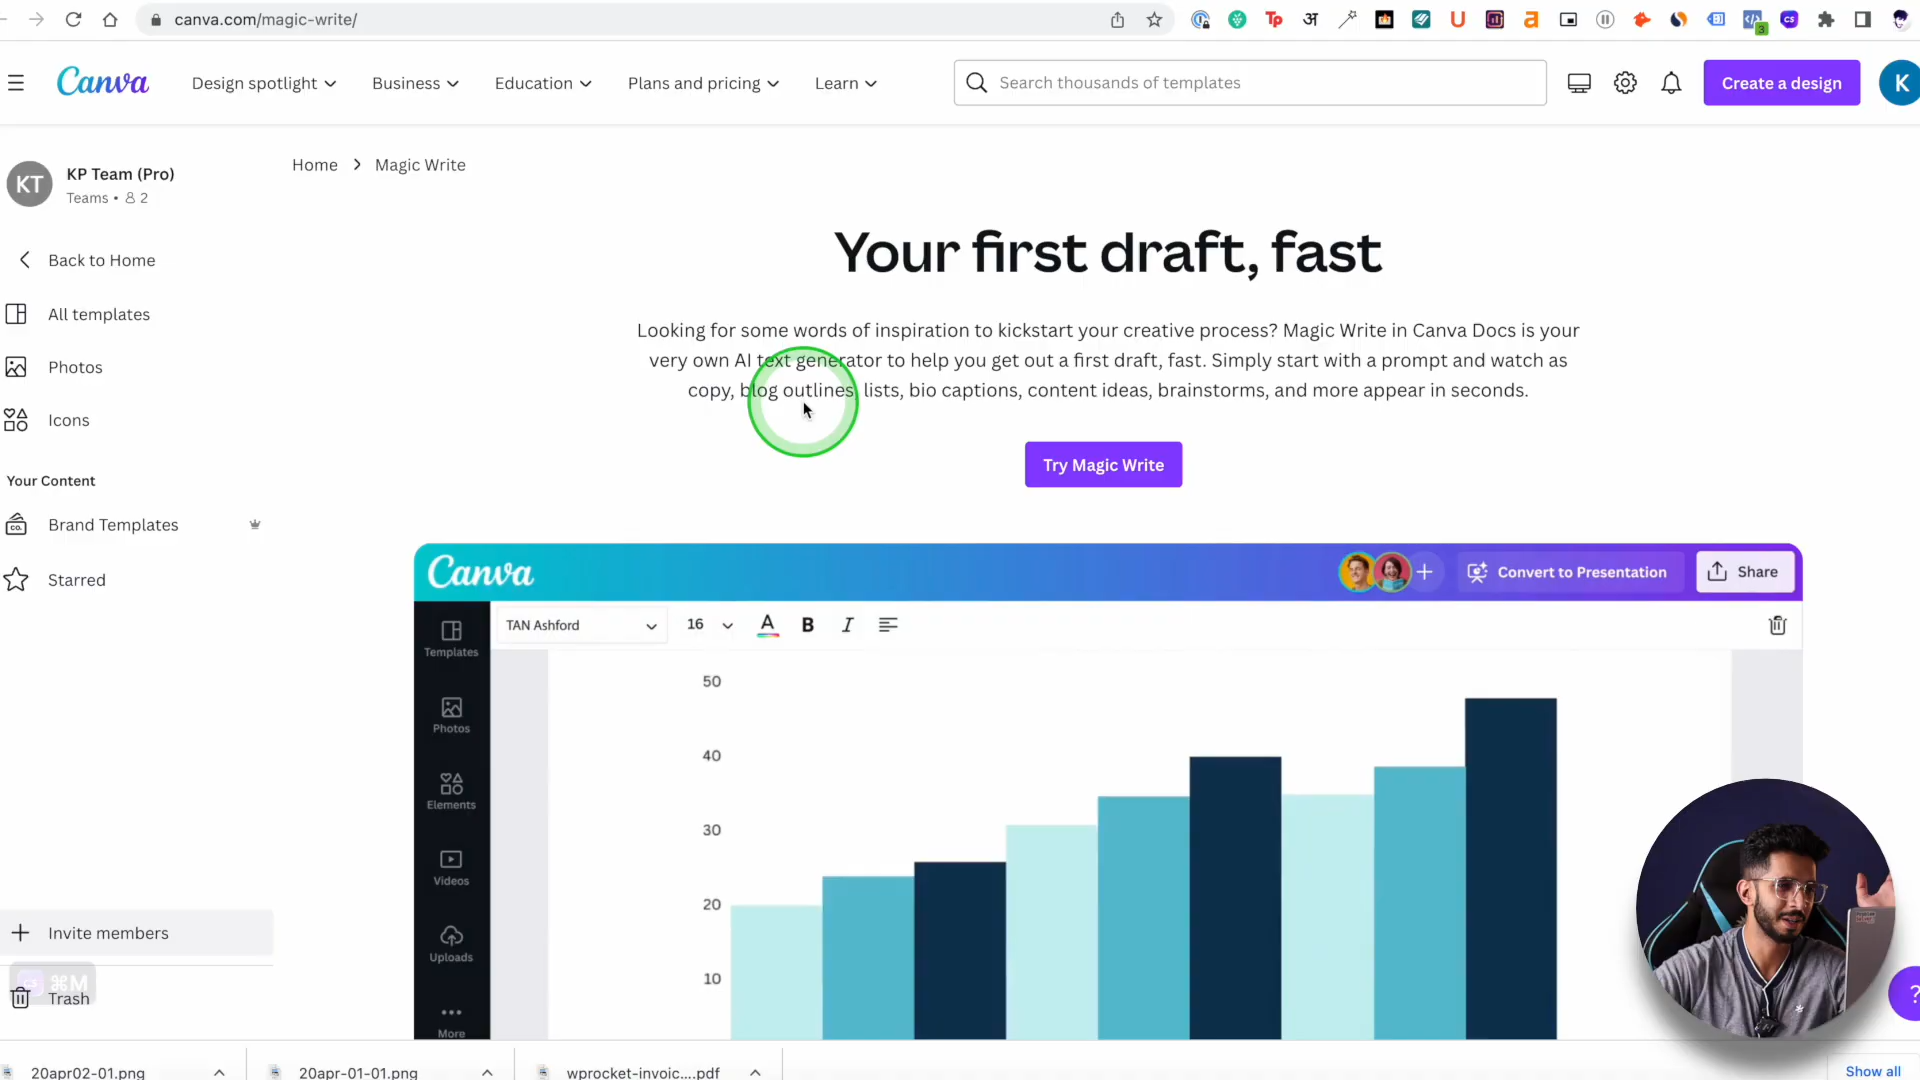 canva.com/magic-write/
Canva
Design spotlight
Business
Education
Plans and pricing
Learn
Search thousands of templates
Create a design
K
KT
KP Team (Pro)
Teams • 2
Home > Magic Write
Back to Home
All templates
Photos
Icons
Your Content
Brand Templates
Starred
Invite members
⌘M
Trash
Your first draft, fast
Looking for some words of inspiration to kickstart your creative process? Magic Write in Canva Docs is your
very own AI text generator to help you get out a first draft, fast. Simply start with a prompt and watch as
copy, blog outlines, lists, bio captions, content ideas, brainstorms, and more appear in seconds.
Try Magic Write
Canva
Convert to Presentation
Share
TAN Ashford
16
A
B
I
Templates
Photos
Elements
Videos
Uploads
More
50
40
30
20
10
?
20apr02-01.png
20apr-01-01.png
wprocket-invoic....pdf
Show all